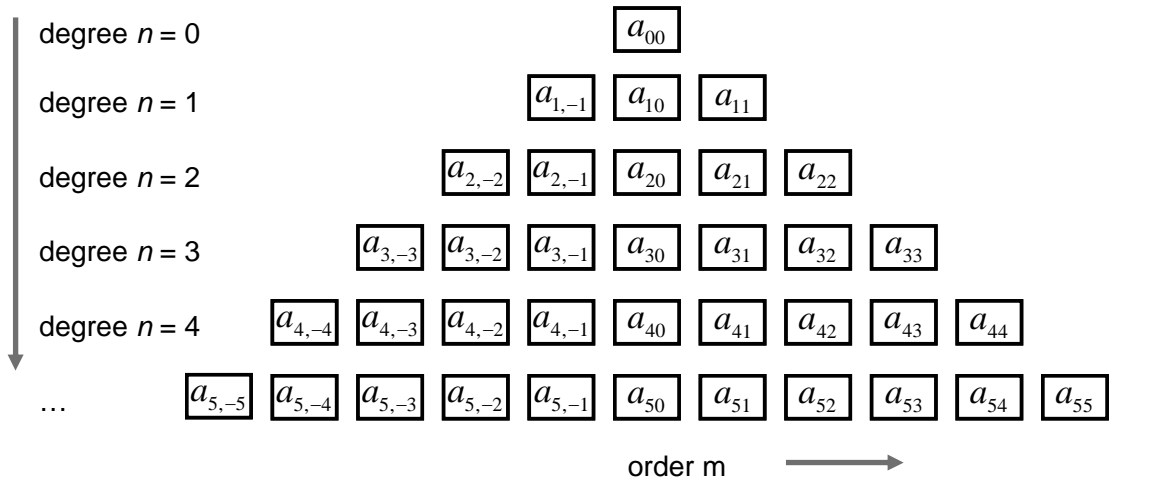 degree n = 0 a₀₀
degree n = 1 a₁,₋₁ a₁₀ a₁₁
degree n = 2 a₂,₋₂ a₂,₋₁ a₂₀ a₂₁ a₂₂
degree n = 3 a₃,₋₃ a₃,₋₂ a₃,₋₁ a₃₀ a₃₁ a₃₂ a₃₃
degree n = 4 a₄,₋₄ a₄,₋₃ a₄,₋₂ a₄,₋₁ a₄₀ a₄₁ a₄₂ a₄₃ a₄₄
… a₅,₋₅ a₅,₋₄ a₅,₋₃ a₅,₋₂ a₅,₋₁ a₅₀ a₅₁ a₅₂ a₅₃ a₅₄ a₅₅
order m